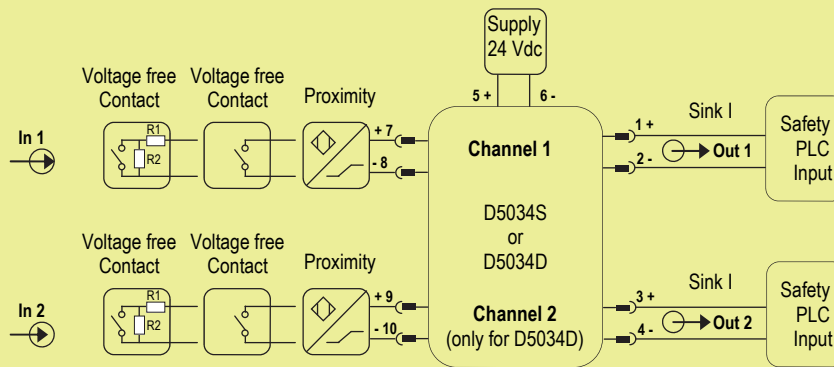 Supply
24 Vdc
5 +
6 -
Voltage free
Contact
Voltage free
Contact
Proximity
In 1
R1
R2
+ 7
- 8
Channel 1
1 +
2 -
Sink I
Out 1
Safety
PLC
Input
D5034S
or
D5034D
Voltage free
Contact
Voltage free
Contact
Proximity
In 2
R1
R2
+ 9
- 10
Channel 2
(only for D5034D)
3 +
4 -
Sink I
Out 2
Safety
PLC
Input